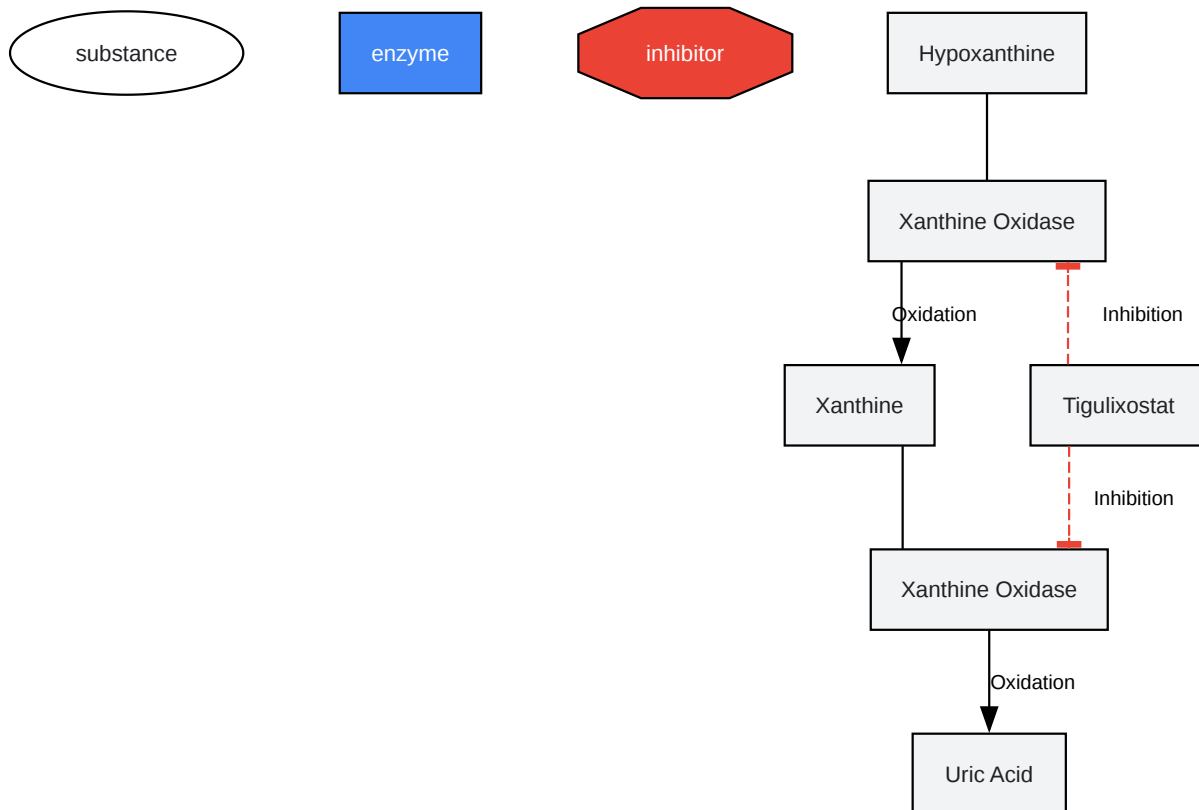 substance
enzyme
inhibitor
Hypoxanthine
Xanthine Oxidase
Oxidation
Inhibition
Xanthine
Tigulixostat
Inhibition
Xanthine Oxidase
Oxidation
Uric Acid